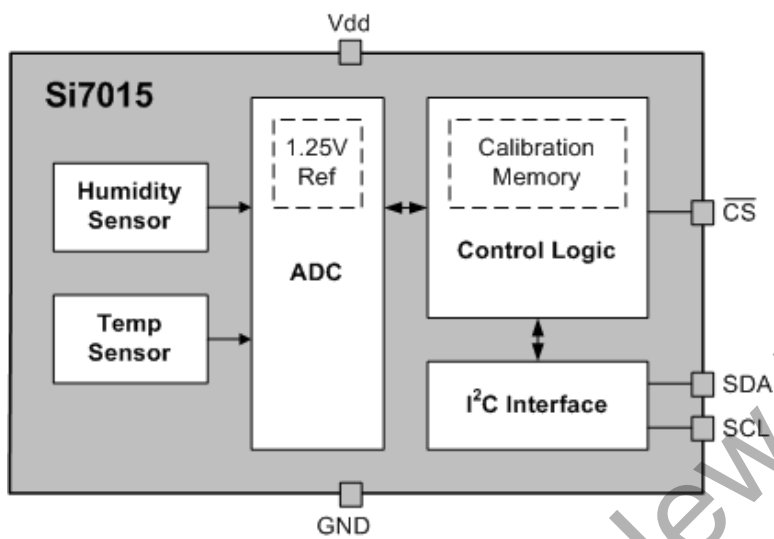 Vdd
Si7015
1.25V
Ref
Calibration
Memory
Humidity
Sensor
CS
Control Logic
ADC
Temp
Sensor
SDA
I²C Interface
SCL
GND